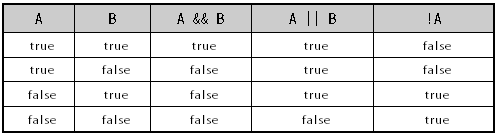 A B A && B A || B !A
true true true true false
true false false true false
false true false true true
false false false false true